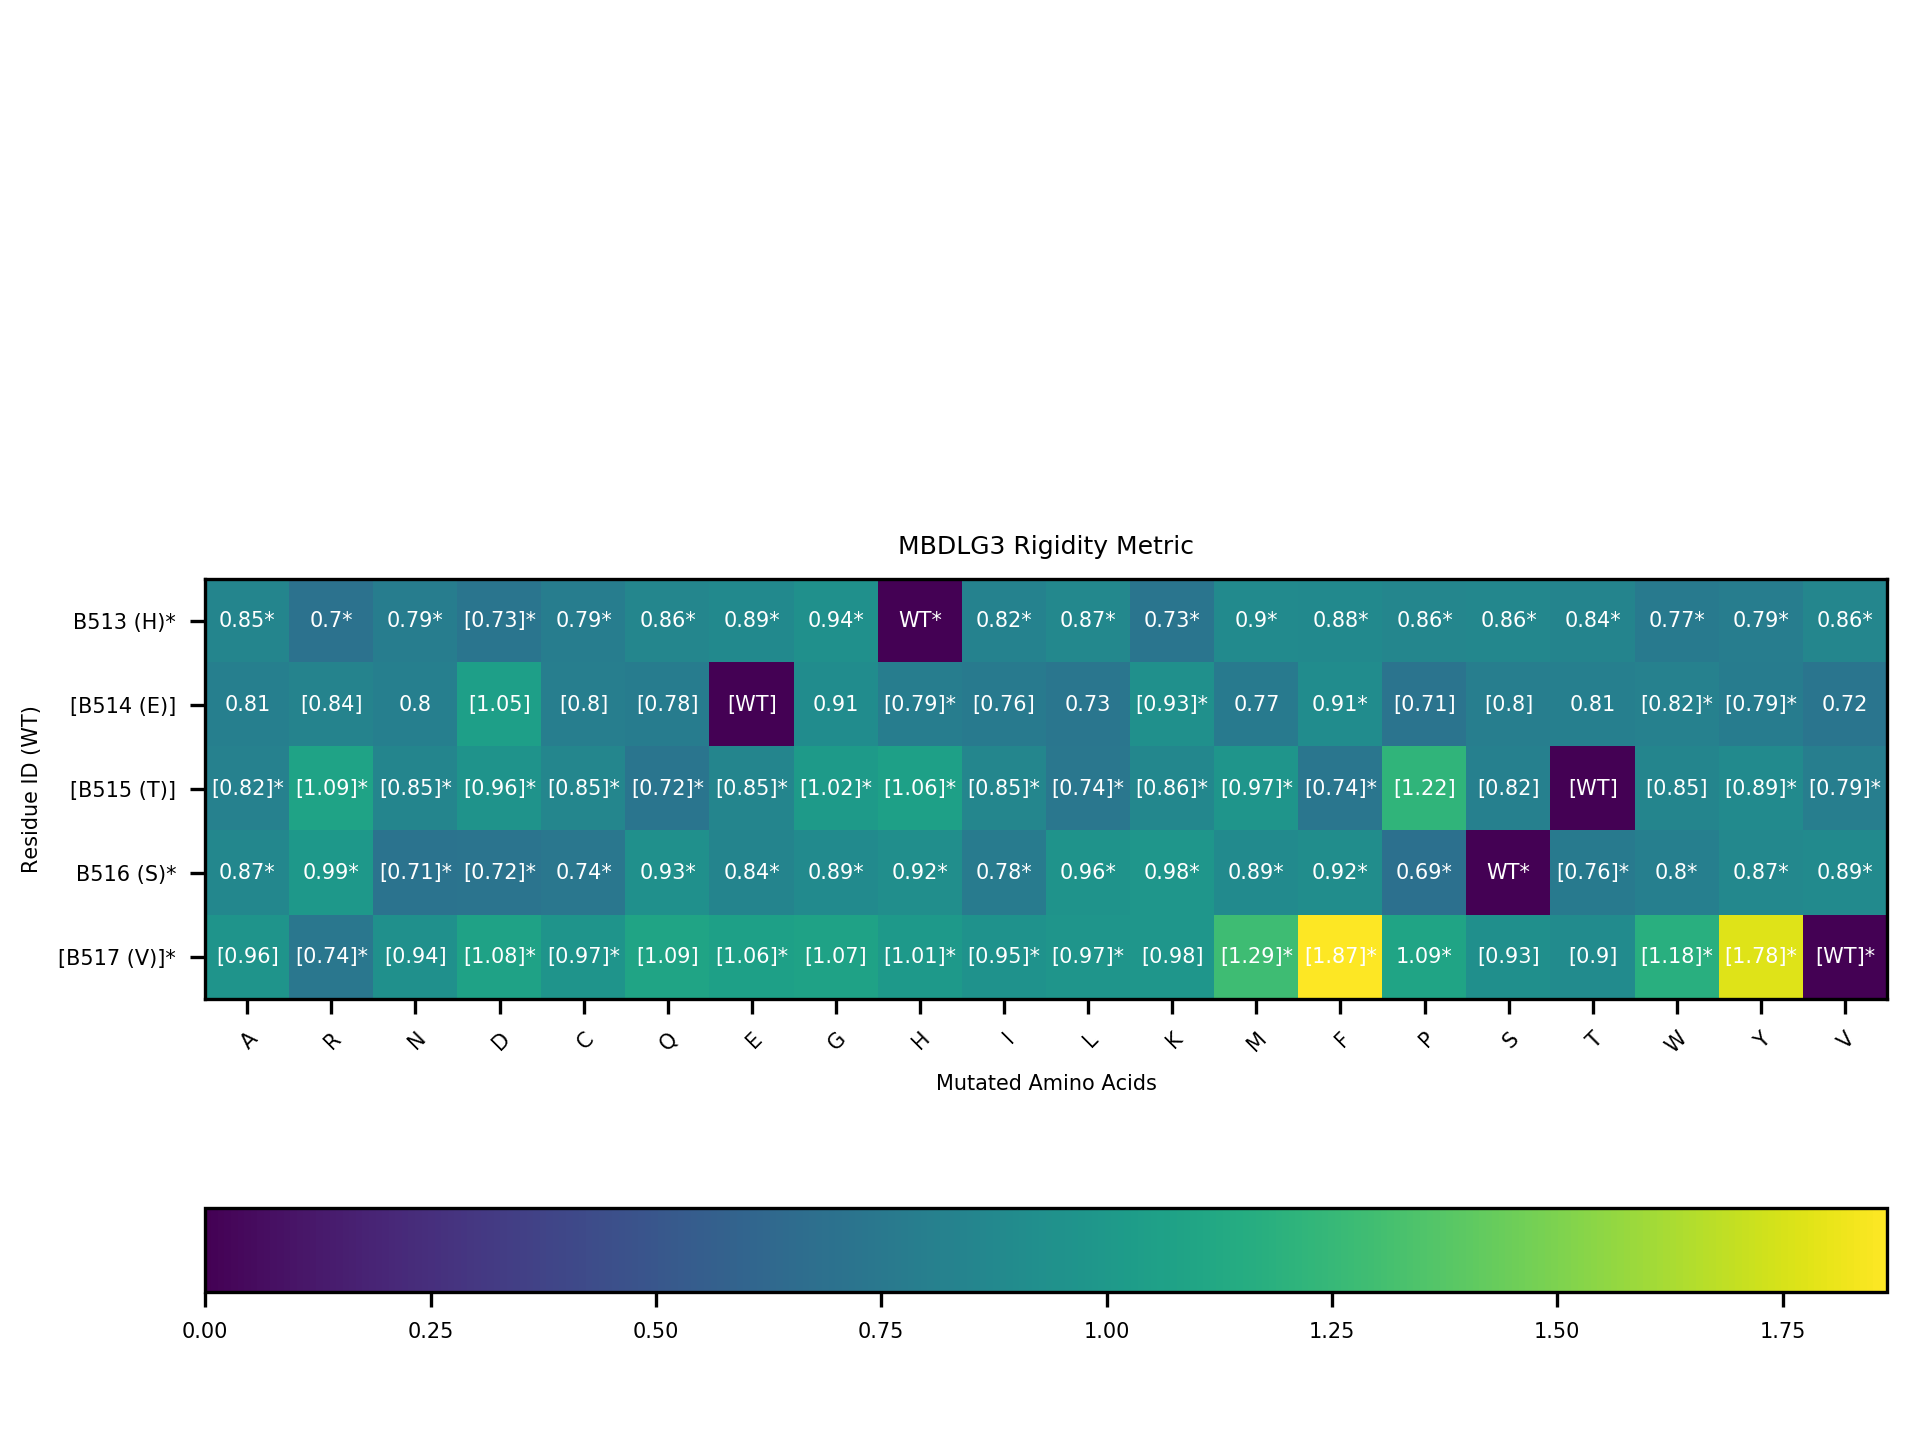 MBDLG3 Rigidity Metric
Residue ID (WT)
B513 (H)* 0.85* 0.7* 0.79* [0.73]* 0.79* 0.86* 0.89* 0.94* WT* 0.82* 0.87* 0.73* 0.9* 0.88* 0.86* 0.86* 0.84* 0.77* 0.79* 0.86*
[B514 (E)] 0.81 [0.84] 0.8 [1.05] [0.8] [0.78] [WT] 0.91 [0.79]* [0.76] 0.73 [0.93]* 0.77 0.91* [0.71] [0.8] 0.81 [0.82]* [0.79]* 0.72
[B515 (T)] [0.82]* [1.09]* [0.85]* [0.96]* [0.85]* [0.72]* [0.85]* [1.02]* [1.06]* [0.85]* [0.74]* [0.86]* [0.97]* [0.74]* [1.22] [0.82] [WT] [0.85] [0.89]* [0.79]*
B516 (S)* 0.87* 0.99* [0.71]* [0.72]* 0.74* 0.93* 0.84* 0.89* 0.92* 0.78* 0.96* 0.98* 0.89* 0.92* 0.69* WT* [0.76]* 0.8* 0.87* 0.89*
[B517 (V)]* [0.96] [0.74]* [0.94] [1.08]* [0.97]* [1.09] [1.06]* [1.07] [1.01]* [0.95]* [0.97]* [0.98] [1.29]* [1.87]* 1.09* [0.93] [0.9] [1.18]* [1.78]* [WT]*
A R N D C Q E G H I L K M F P S T W Y V
Mutated Amino Acids
0.00 0.25 0.50 0.75 1.00 1.25 1.50 1.75